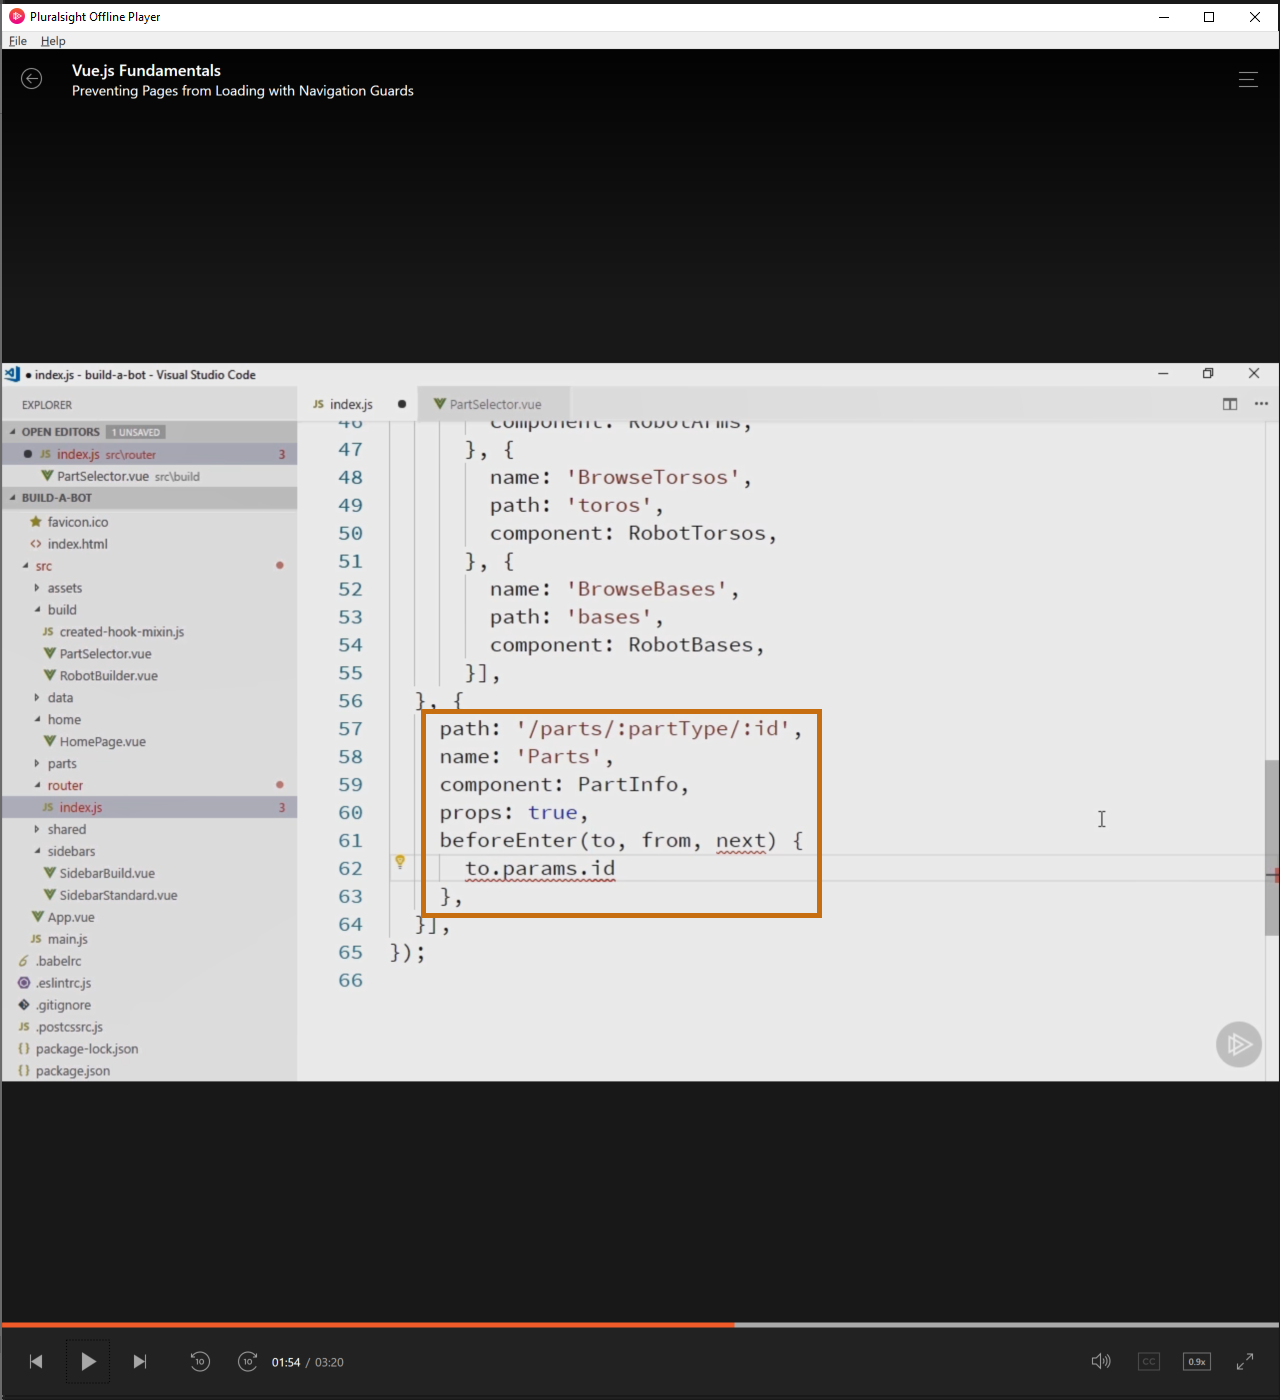 Pluralsight Offline Player
File Help
Vue.js Fundamentals
Preventing Pages from Loading with Navigation Guards
● index.js - build-a-bot - Visual Studio Code
EXPLORER
OPEN EDITORS 1 UNSAVED
JS index.js src\router 3
PartSelector.vue src\build
BUILD-A-BOT
favicon.ico
index.html
src
assets
build
JS created-hook-mixin.js
PartSelector.vue
RobotBuilder.vue
data
home
HomePage.vue
parts
router
JS index.js 3
shared
sidebars
SidebarBuild.vue
SidebarStandard.vue
App.vue
JS main.js
.babelrc
.eslintrc.js
.gitignore
JS .postcssrc.js
{} package-lock.json
{} package.json
JS index.js ● PartSelector.vue
46 component: RobotArms,
47 }, {
48 name: 'BrowseTorsos',
49 path: 'toros',
50 component: RobotTorsos,
51 }, {
52 name: 'BrowseBases',
53 path: 'bases',
54 component: RobotBases,
55 }],
56 }, {
57 path: '/parts/:partType/:id',
58 name: 'Parts',
59 component: PartInfo,
60 props: true,
61 beforeEnter(to, from, next) {
62 to.params.id
63 },
64 }],
65 });
66
10 10 01:54 / 03:20 CC 0.9x